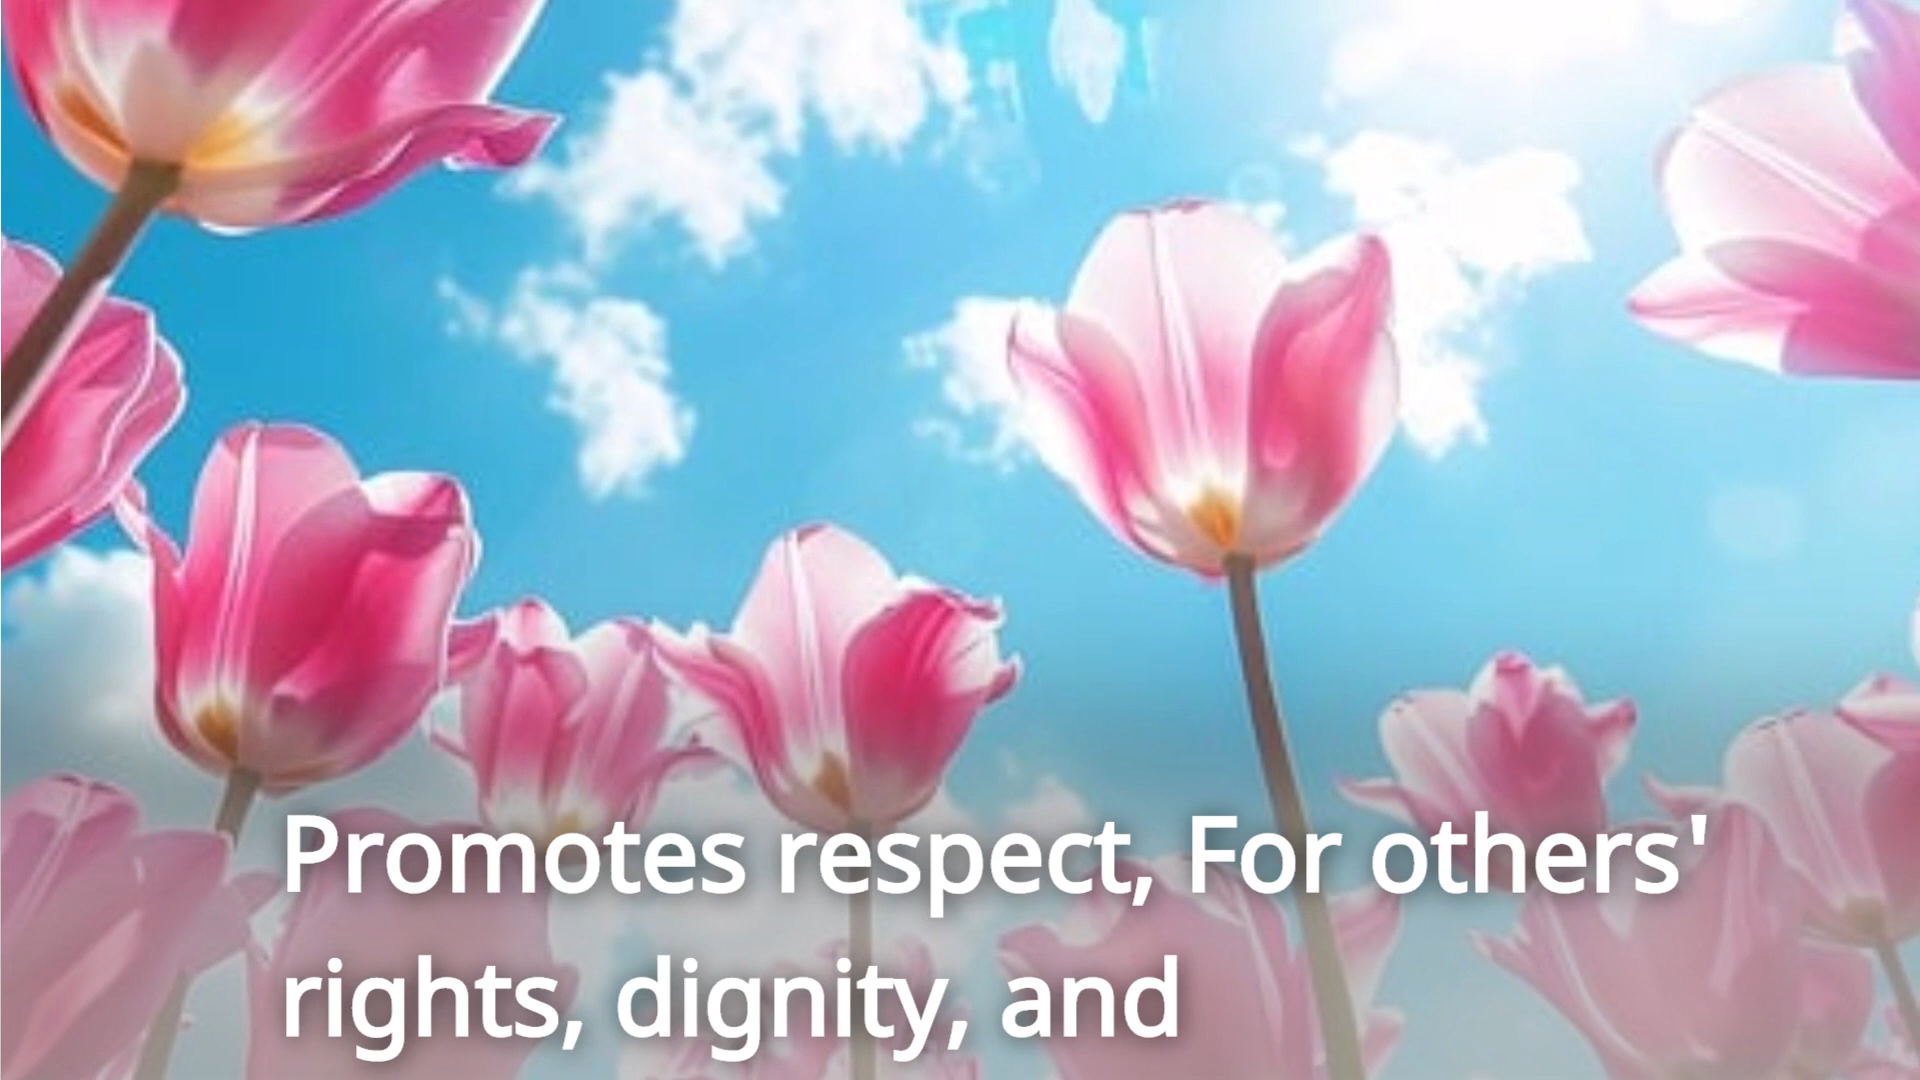 Promotes respect, For others'
rights, dignity, and